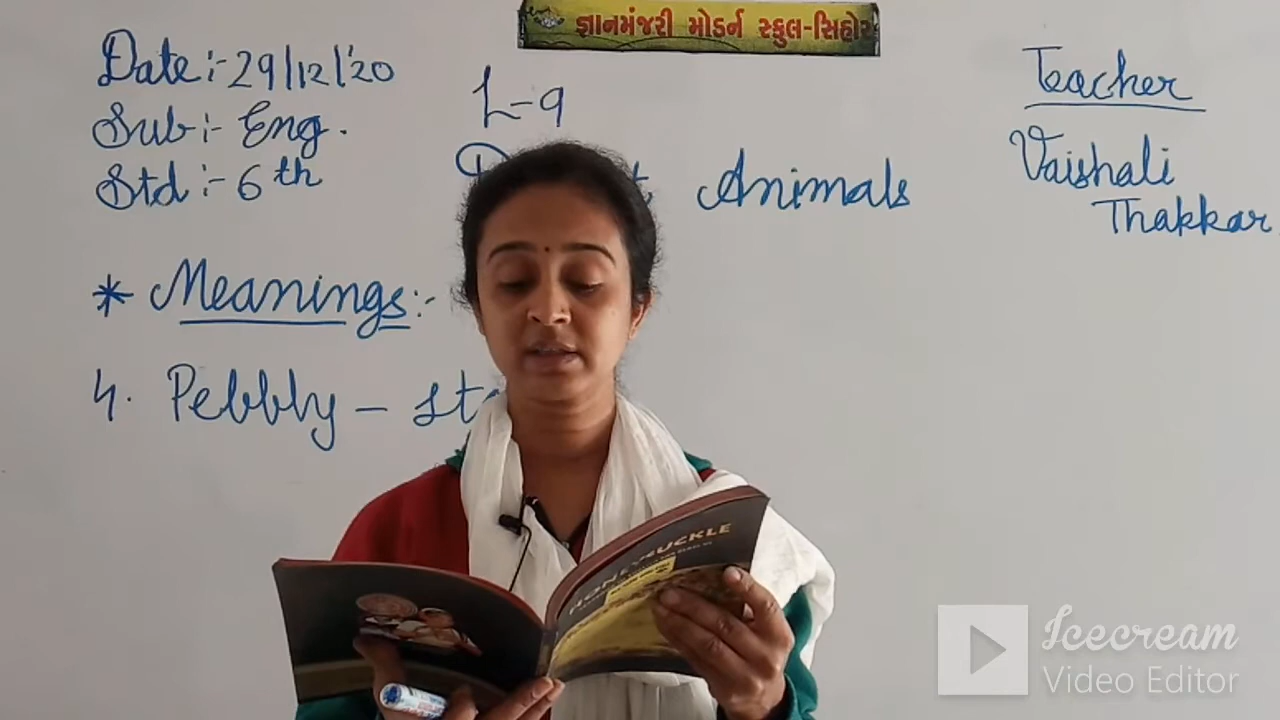 જ્ઞાનમંજરી મોડર્ન સ્કુલ-સિહોર
Date:- 29/12/'20
Sub:- Eng.
Std:- 6th
L-9
Animals
Teacher
Vaishali
Thakkar
* Meanings:-
4. Pebbly -
HONEYSUCKLE
Icecream
Video Editor